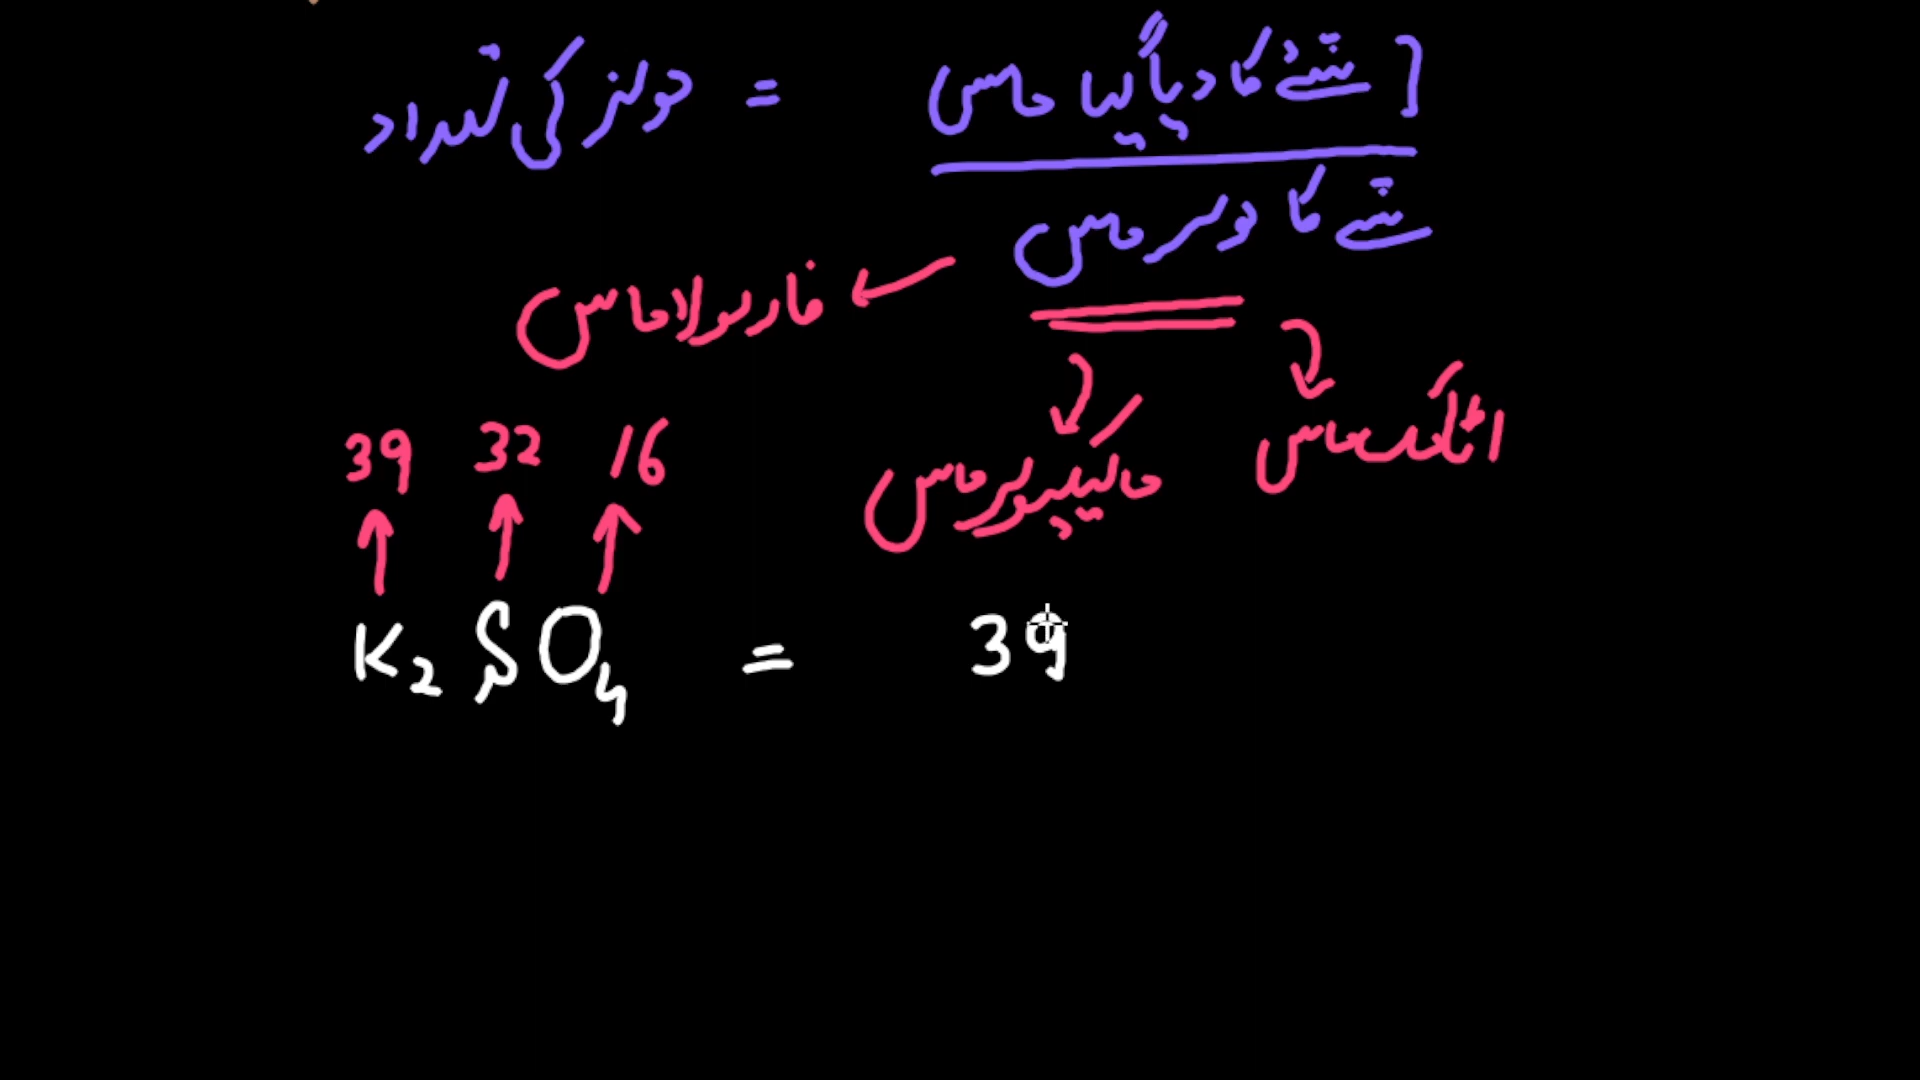 [ شے کا دیا گیا ماس = مولز کی تعداد
شے کا مولر ماس
فارمولا ماس
اٹامک ماس
مالیکیولر ماس
39 32 16
K₂SO₄ = 39